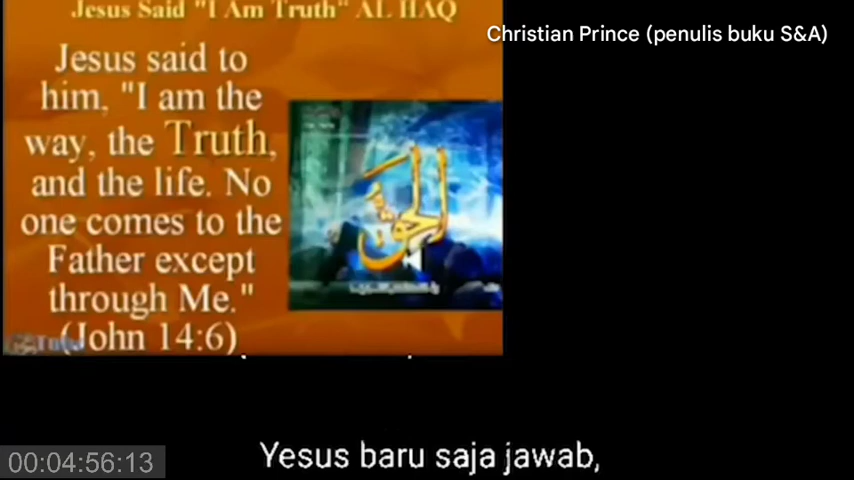 Jesus Said "I Am Truth" AL HAQ
Christian Prince (penulis buku S&A)
Jesus said to
him, "I am the
way, the Truth,
and the life. No
one comes to the
Father except
through Me."
(John 14:6)
الحق
Yesus baru saja jawab,
00:04:56:13